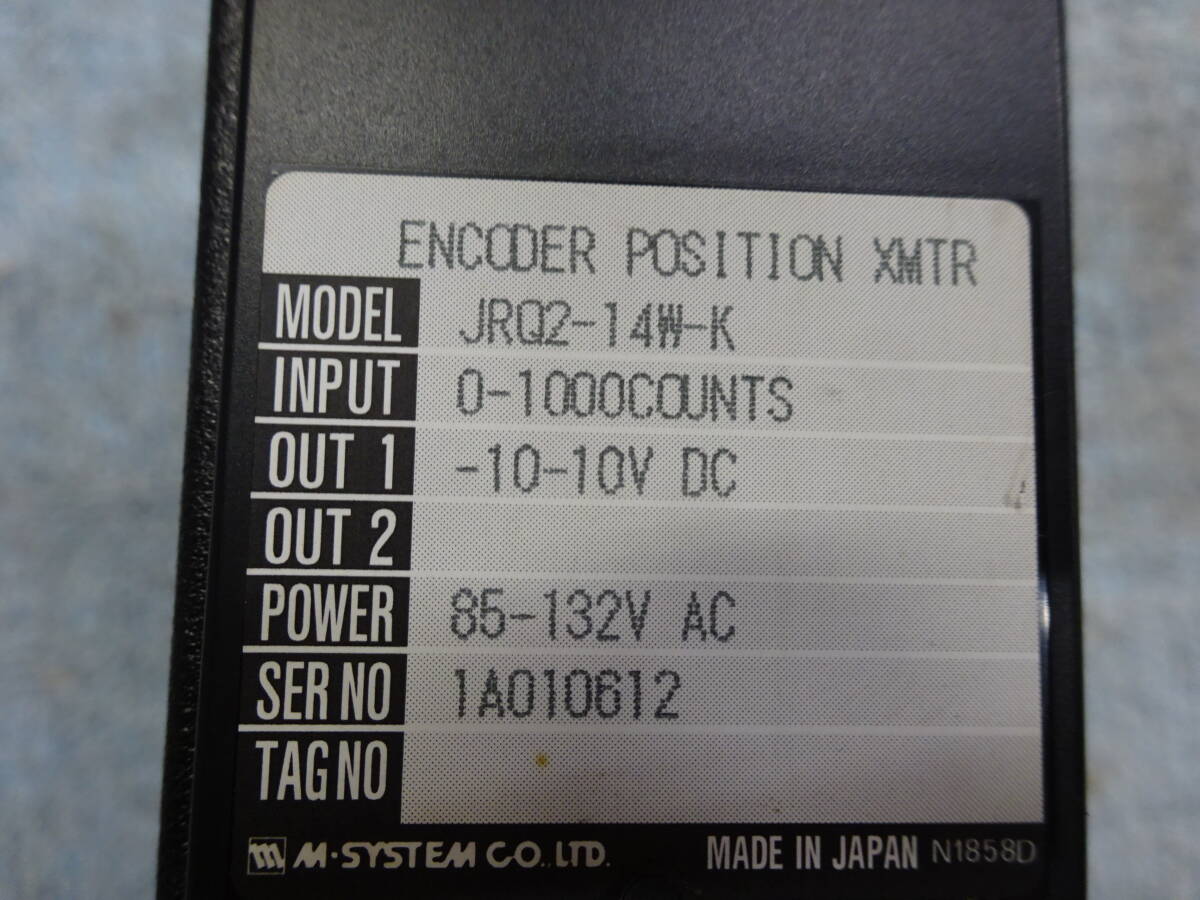 ENCODER POSITION XMTR
MODEL JRQ2-14W-K
INPUT 0-1000COUNTS
OUT 1 -10-10V DC
OUT 2
POWER 85-132V AC
SER NO 1A010612
TAG NO
M-SYSTEM CO., LTD. MADE IN JAPAN N1858D